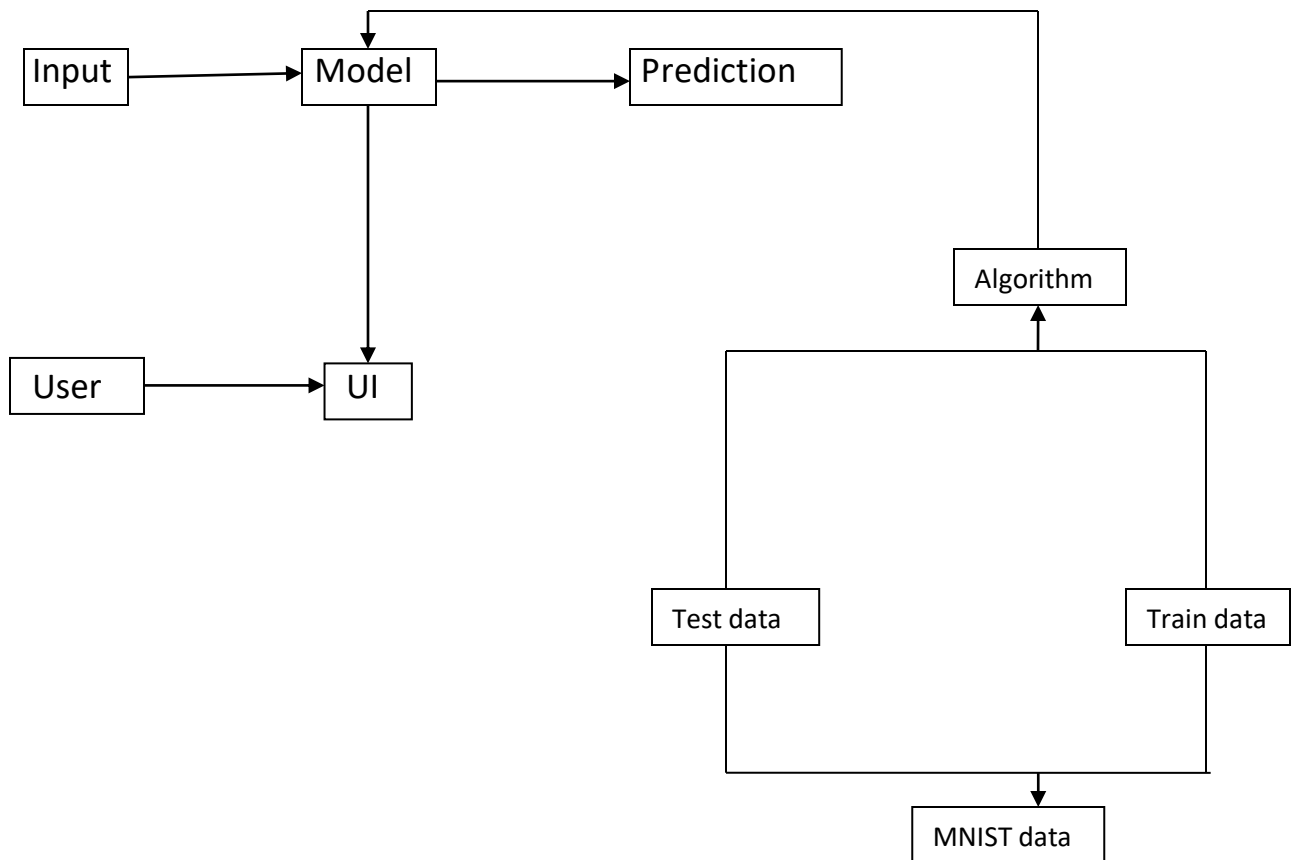 Input
Model
Prediction
Algorithm
User
UI
Test data
Train data
MNIST data